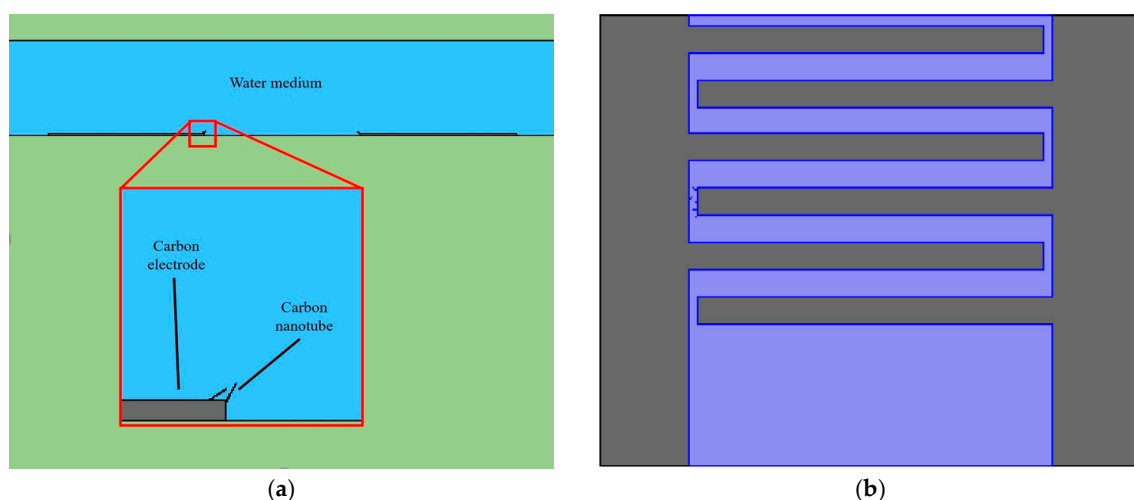 Water medium
Carbon
electrode
Carbon
nanotube
(a)
(b)